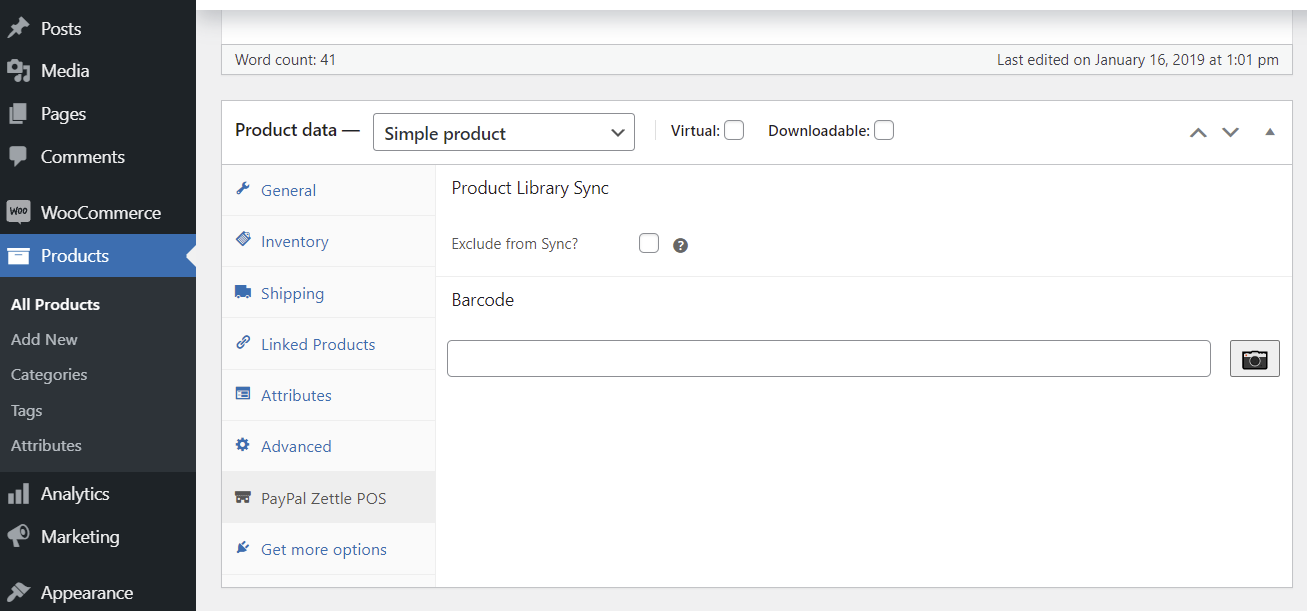 Posts
Media
Pages
Comments
Woo WooCommerce
Products
All Products
Add New
Categories
Tags
Attributes
Analytics
Marketing
Appearance
Word count: 41 Last edited on January 16, 2019 at 1:01 pm
Product data — Simple product Virtual: Downloadable:
General
Inventory
Shipping
Linked Products
Attributes
Advanced
PayPal Zettle POS
Get more options
Product Library Sync
Exclude from Sync? ?
Barcode